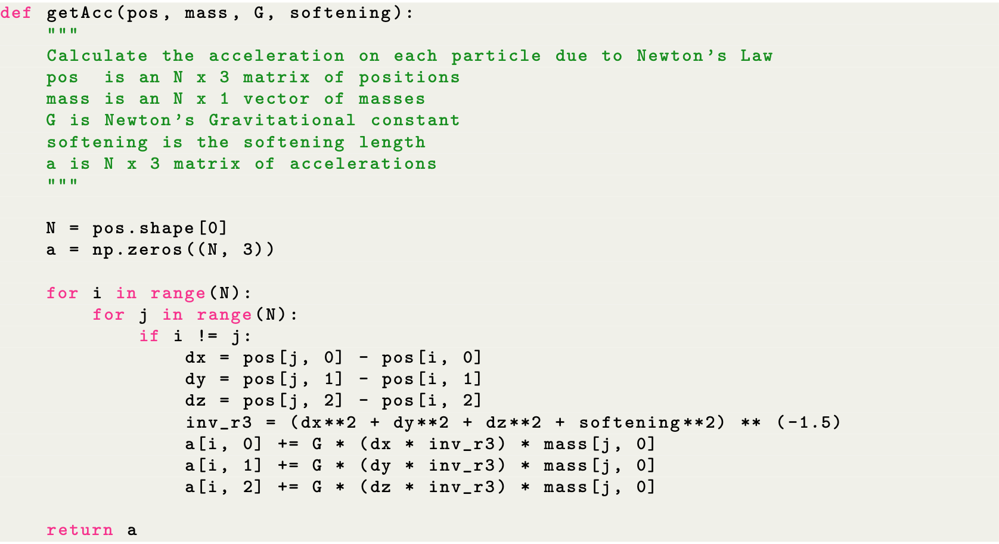 def getAcc(pos, mass, G, softening):
    """
    Calculate the acceleration on each particle due to Newton's Law
    pos  is an N x 3 matrix of positions
    mass is an N x 1 vector of masses
    G is Newton's Gravitational constant
    softening is the softening length
    a is N x 3 matrix of accelerations
    """

    N = pos.shape[0]
    a = np.zeros((N, 3))

    for i in range(N):
        for j in range(N):
            if i != j:
                dx = pos[j, 0] - pos[i, 0]
                dy = pos[j, 1] - pos[i, 1]
                dz = pos[j, 2] - pos[i, 2]
                inv_r3 = (dx**2 + dy**2 + dz**2 + softening**2) ** (-1.5)
                a[i, 0] += G * (dx * inv_r3) * mass[j, 0]
                a[i, 1] += G * (dy * inv_r3) * mass[j, 0]
                a[i, 2] += G * (dz * inv_r3) * mass[j, 0]

    return a